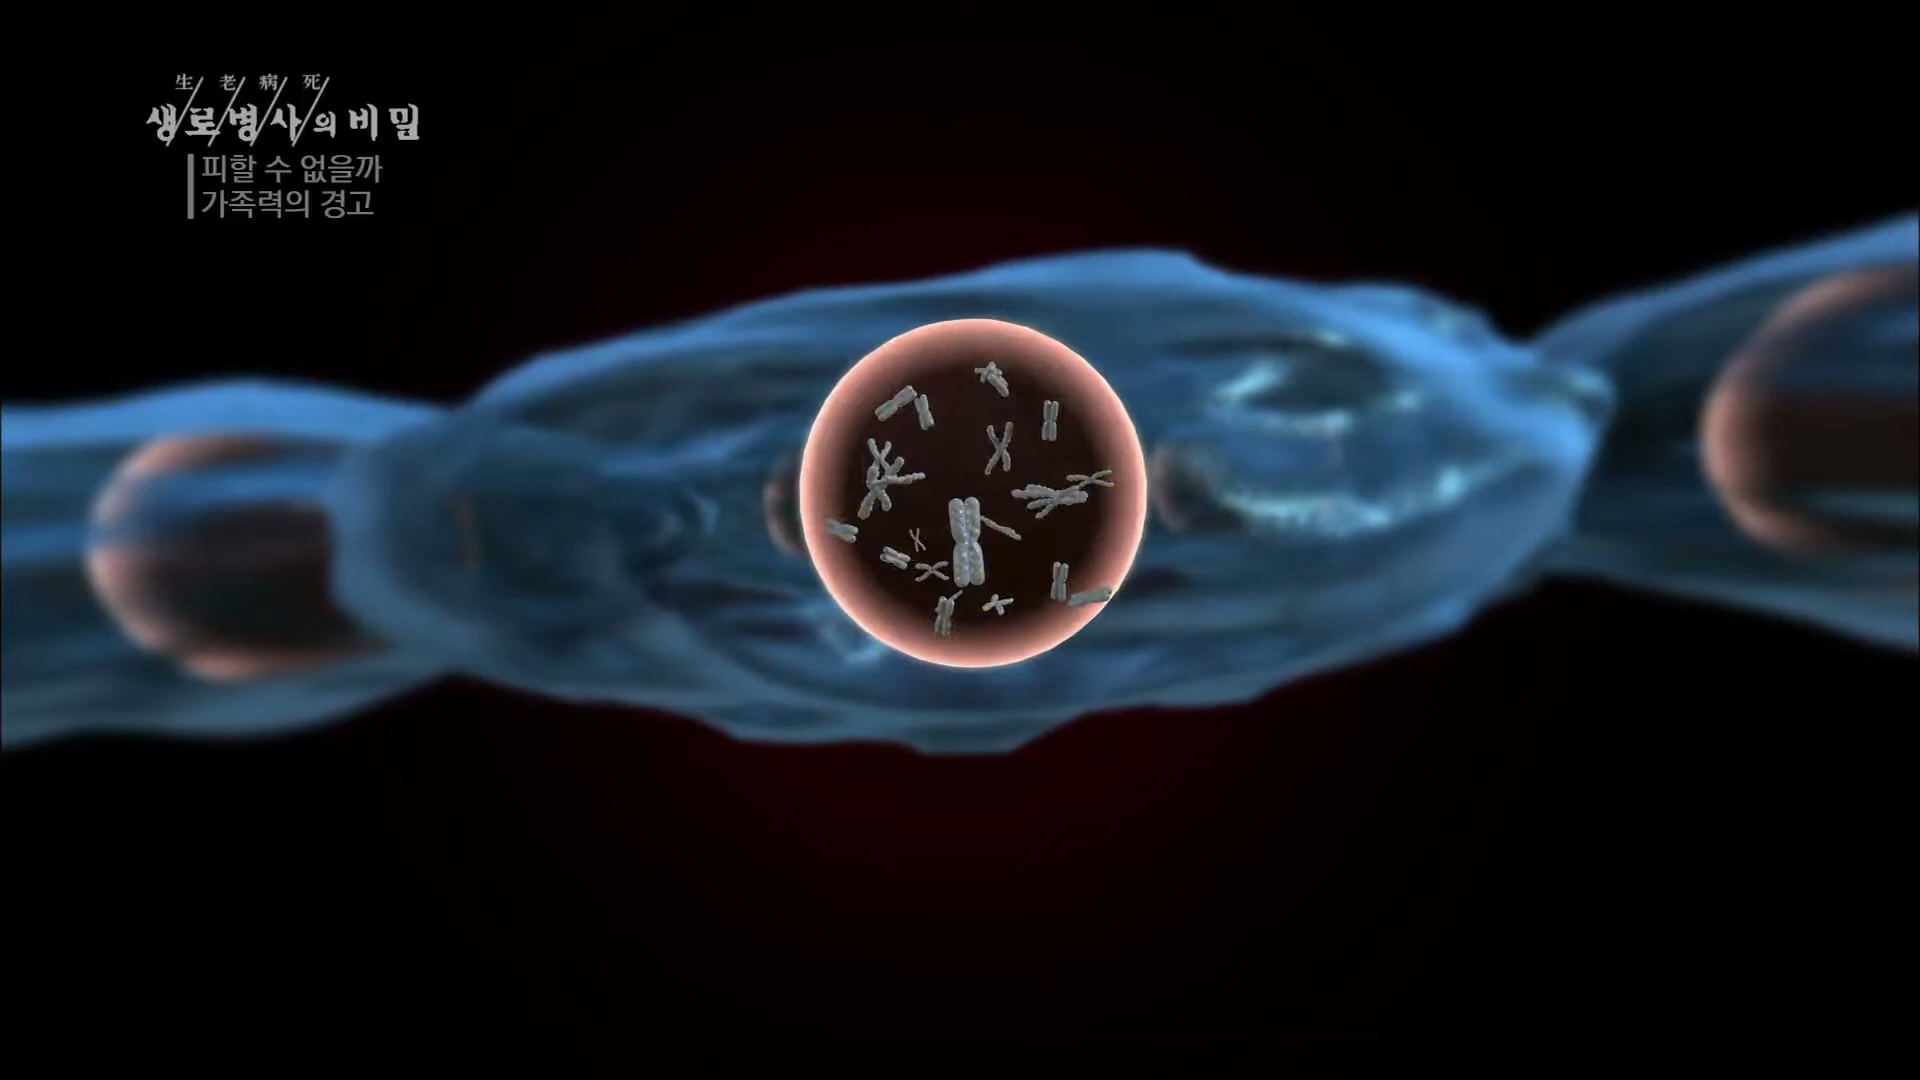 生 老 病 死
생로병사의 비밀
피할 수 없을까
가족력의 경고